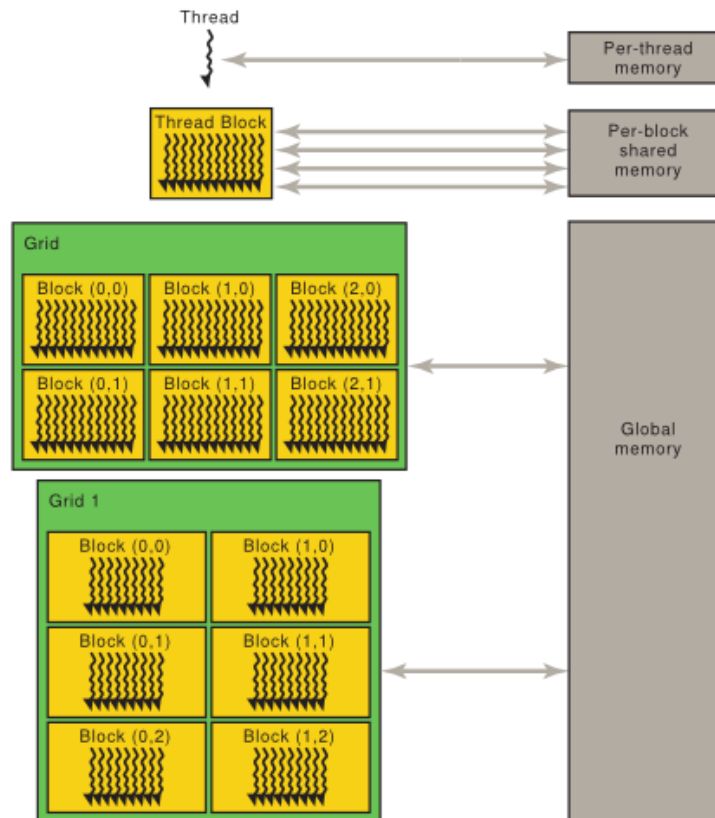 Thread
Per-thread
memory
Thread Block
Per-block
shared
memory
Grid
Block (0,0)
Block (1,0)
Block (2,0)
Block (0,1)
Block (1,1)
Block (2,1)
Global
memory
Grid 1
Block (0,0)
Block (1,0)
Block (0,1)
Block (1,1)
Block (0,2)
Block (1,2)